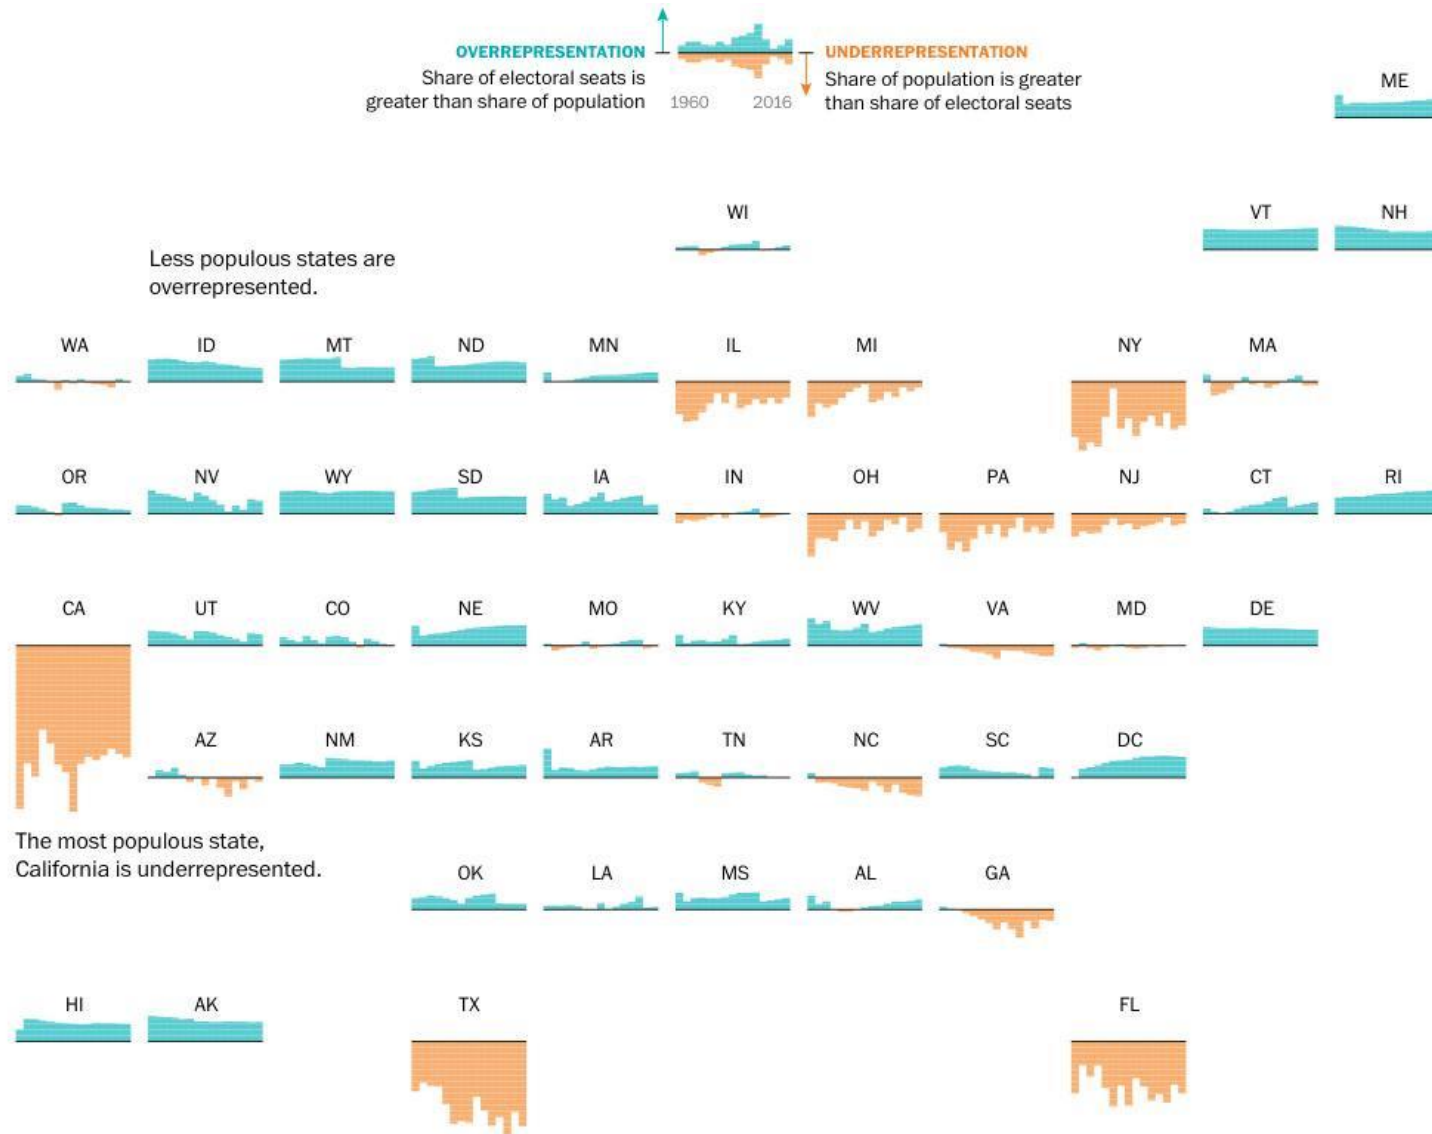 OVERREPRESENTATION
Share of electoral seats is
greater than share of population
1960 2016
UNDERREPRESENTATION
Share of population is greater
than share of electoral seats
ME
WI
VT NH
Less populous states are
overrepresented.
WA ID MT ND MN IL MI NY MA
OR NV WY SD IA IN OH PA NJ CT RI
CA UT CO NE MO KY WV VA MD DE
AZ NM KS AR TN NC SC DC
The most populous state,
California is underrepresented.
OK LA MS AL GA
HI AK TX FL